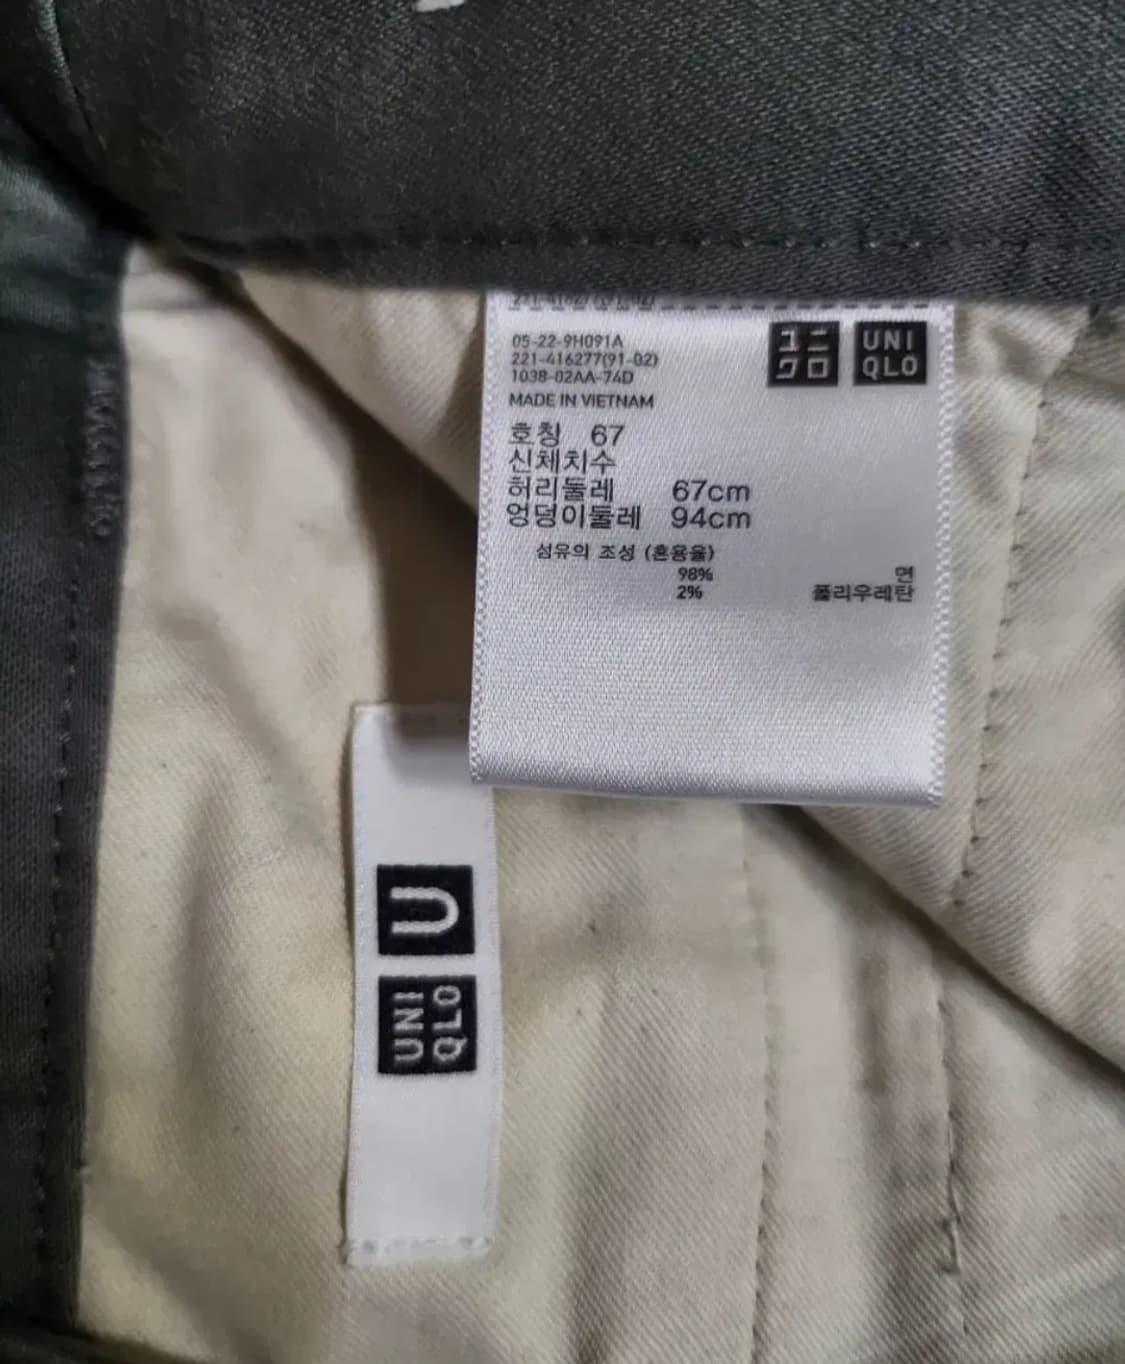 05-22-9H091A
221-416277(91-02)
1038-02AA-74D
MADE IN VIETNAM
ユニ
クロ
UNI
QLO
호칭 67
신체치수
허리둘레 67cm
엉덩이둘레 94cm
섬유의 조성 (혼용율)
98% 면
2% 폴리우레탄
U
UNI
QLO